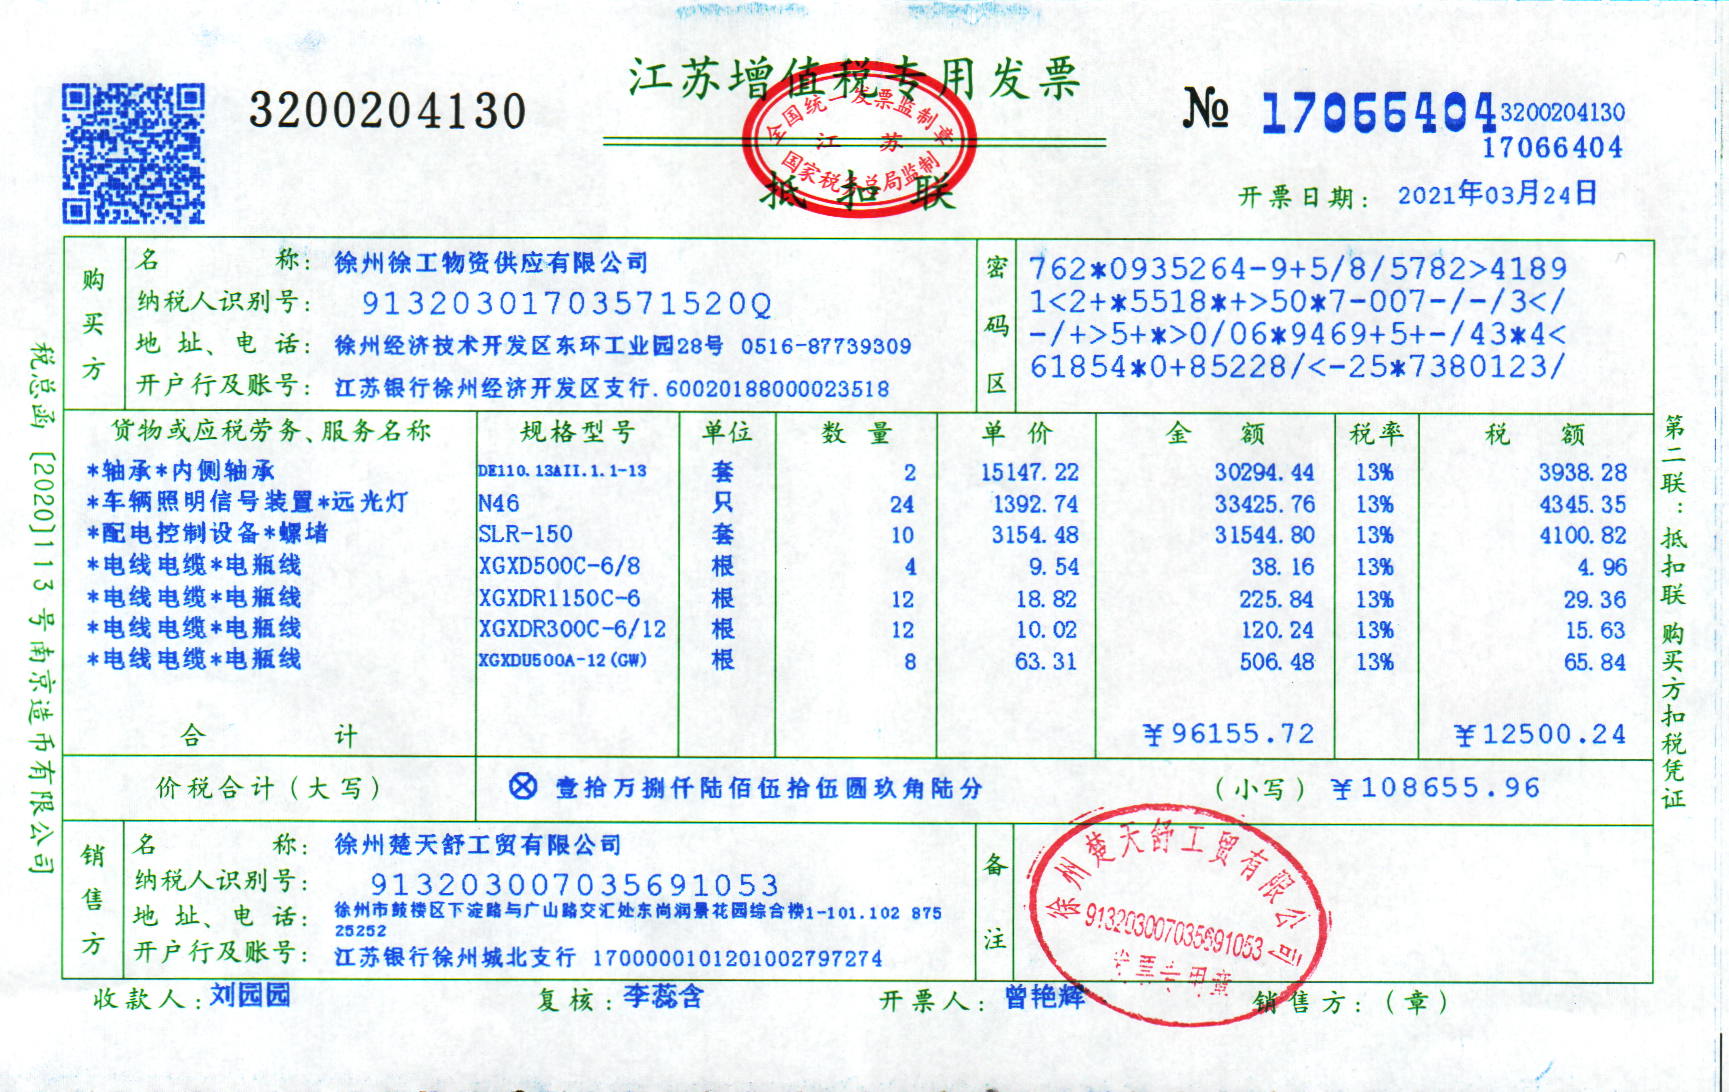 江苏增值税专用发票
3200204130
№ 17066404
3200204130
17066404
全国统一发票监制章
江 苏
国家税务总局监制
抵扣联
开票日期: 2021年03月24日
购买方
名 称: 徐州徐工物资供应有限公司
纳税人识别号: 91320301703571520Q
地址、电话: 徐州经济技术开发区东环工业园28号 0516-87739309
开户行及账号: 江苏银行徐州经济开发区支行.60020188000023518
密码区
762*0935264-9+5/8/5782>4189
1<2+*5518*+>50*7-007-/-/3</
-/+>5+*>0/06*9469+5+-/43*4<
61854*0+85228/<-25*7380123/
货物或应税劳务、服务名称 规格型号 单位 数量 单价 金额 税率 税额
*轴承*内侧轴承 DE110.13AII.1.1-13 套 2 15147.22 30294.44 13% 3938.28
*车辆照明信号装置*远光灯 N46 只 24 1392.74 33425.76 13% 4345.35
*配电控制设备*螺堵 SLR-150 套 10 3154.48 31544.80 13% 4100.82
*电线电缆*电瓶线 XGXD500C-6/8 根 4 9.54 38.16 13% 4.96
*电线电缆*电瓶线 XGXDR1150C-6 根 12 18.82 225.84 13% 29.36
*电线电缆*电瓶线 XGXDR300C-6/12 根 12 10.02 120.24 13% 15.63
*电线电缆*电瓶线 XGXDU500A-12(GW) 根 8 63.31 506.48 13% 65.84
合 计 ￥96155.72 ￥12500.24
价税合计(大写) ⊗ 壹拾万捌仟陆佰伍拾伍圆玖角陆分 (小写) ￥108655.96
销售方
名 称: 徐州楚天舒工贸有限公司
纳税人识别号: 913203007035691053
地址、电话: 徐州市鼓楼区下淀路与广山路交汇处东尚润景花园综合楼1-101.102 875
25252
开户行及账号: 江苏银行徐州城北支行 1700000101201002797274
备注
徐州楚天舒工贸有限公司
913203007035691053
发票专用章
收款人: 刘园园 复核: 李蕊含 开票人: 曾艳辉 销售方: (章)
税总函[2020]113号南京造币有限公司
第二联: 抵扣联 购买方扣税凭证